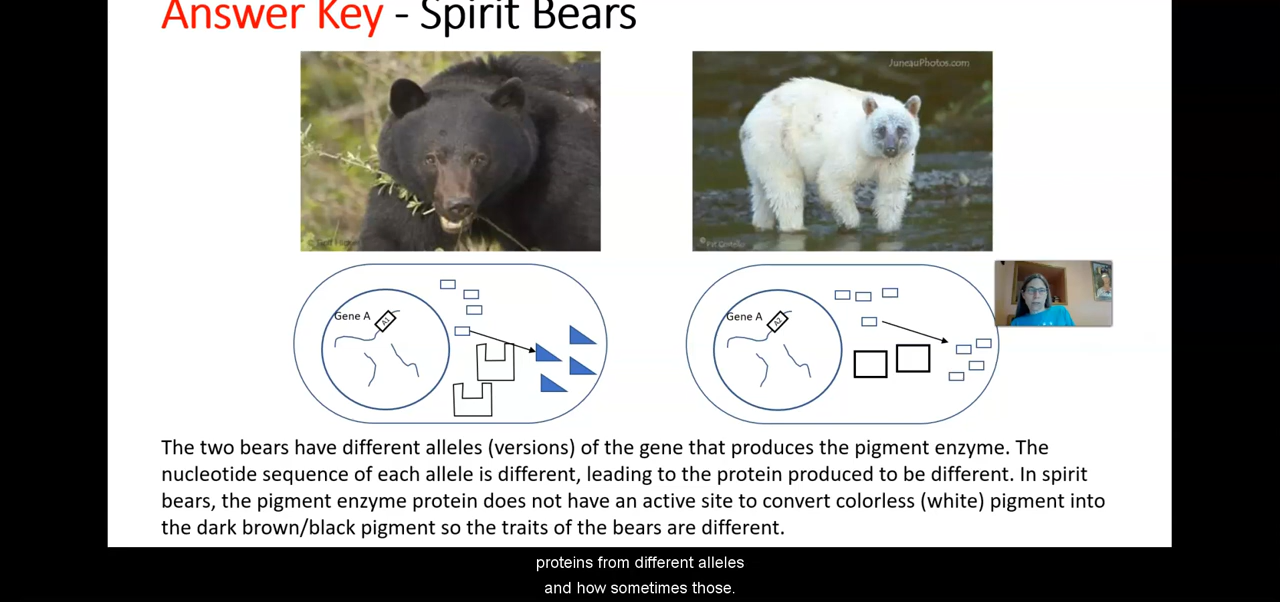 Answer Key - Spirit Bears
JuneauPhotos.com
Gene A
A1
Gene A
A2
The two bears have different alleles (versions) of the gene that produces the pigment enzyme. The
nucleotide sequence of each allele is different, leading to the protein produced to be different. In spirit
bears, the pigment enzyme protein does not have an active site to convert colorless (white) pigment into
the dark brown/black pigment so the traits of the bears are different.
proteins from different alleles
and how sometimes those.